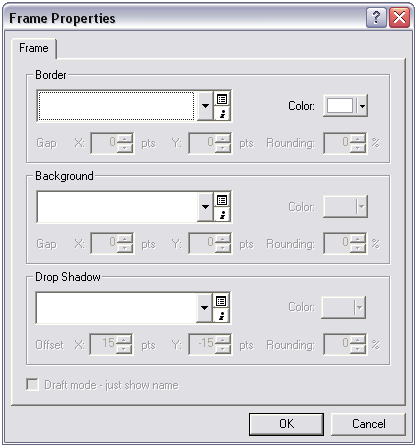 Frame Properties
Frame
Border
Color:
Gap X: 0 pts Y: 0 pts Rounding: 0 %
Background
Color:
Gap X: 0 pts Y: 0 pts Rounding: 0 %
Drop Shadow
Color:
Offset X: 15 pts Y: -15 pts Rounding: 0 %
Draft mode - just show name
OK Cancel